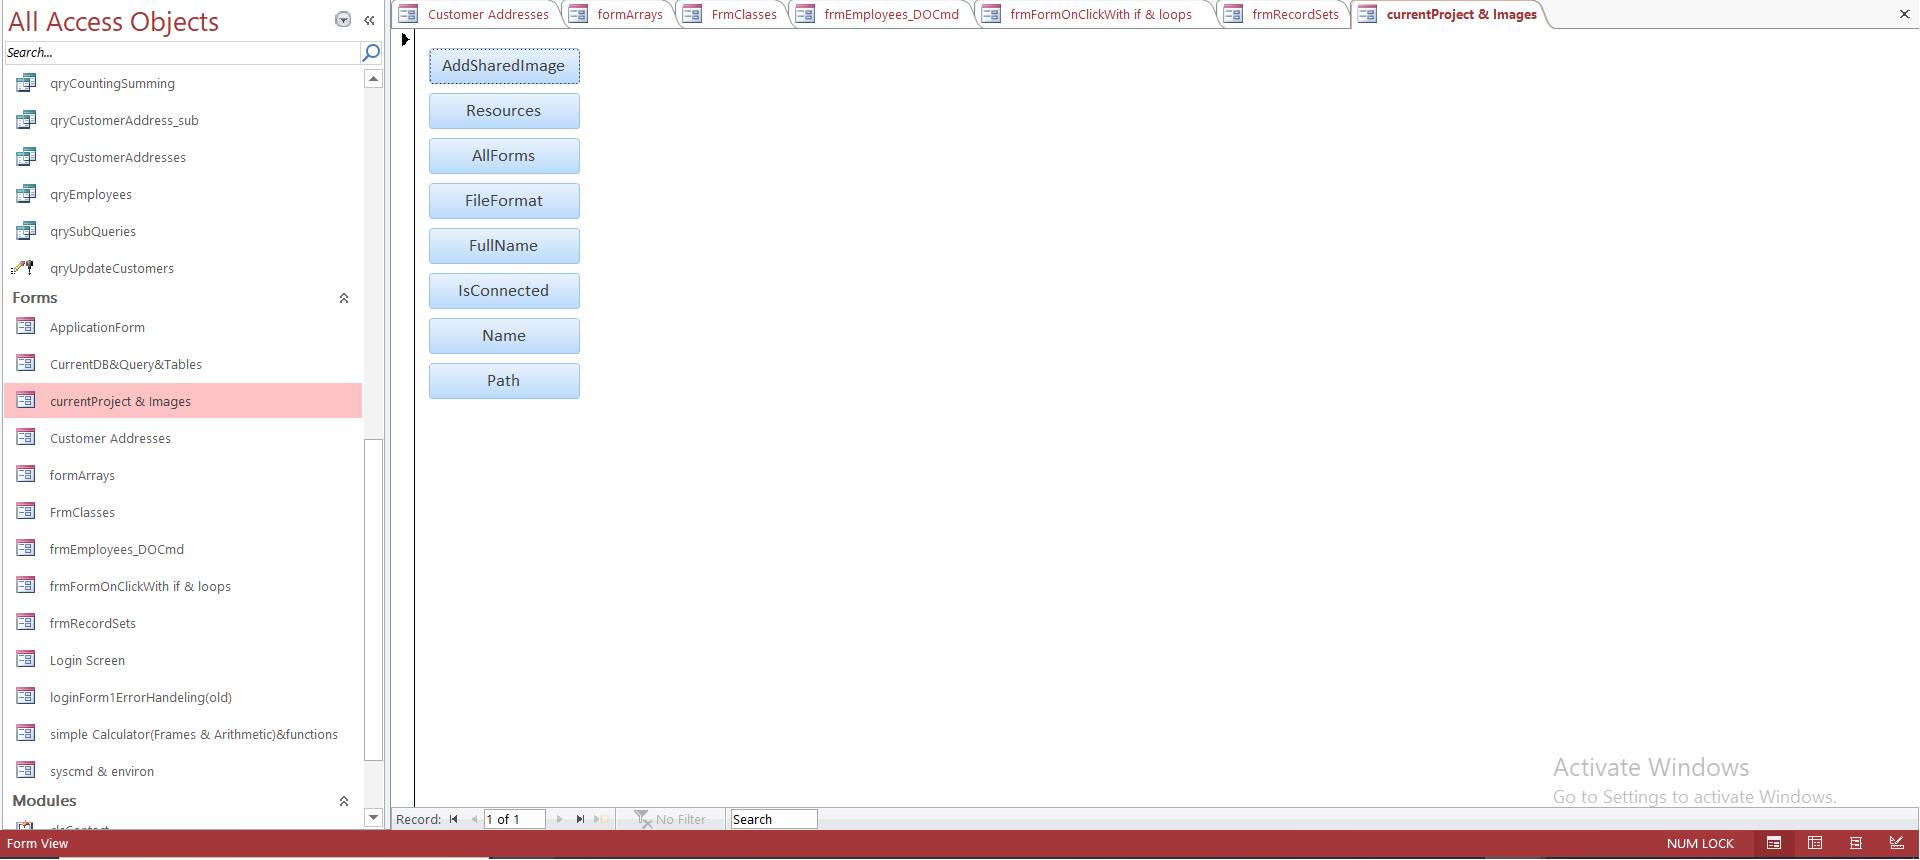 All Access Objects
Search...
qryCountingSumming
qryCustomerAddress_sub
qryCustomerAddresses
qryEmployees
qrySubQueries
qryUpdateCustomers
Forms
ApplicationForm
CurrentDB&Query&Tables
currentProject & Images
Customer Addresses
formArrays
FrmClasses
frmEmployees_DOCmd
frmFormOnClickWith if & loops
frmRecordSets
Login Screen
loginForm1ErrorHandeling(old)
simple Calculator(Frames & Arithmetic)&functions
syscmd & environ
Modules
Customer Addresses
formArrays
FrmClasses
frmEmployees_DOCmd
frmFormOnClickWith if & loops
frmRecordSets
currentProject & Images
AddSharedImage
Resources
AllForms
FileFormat
FullName
IsConnected
Name
Path
Activate Windows
Go to Settings to activate Windows.
Record: 1 of 1 No Filter Search
Form View NUM LOCK